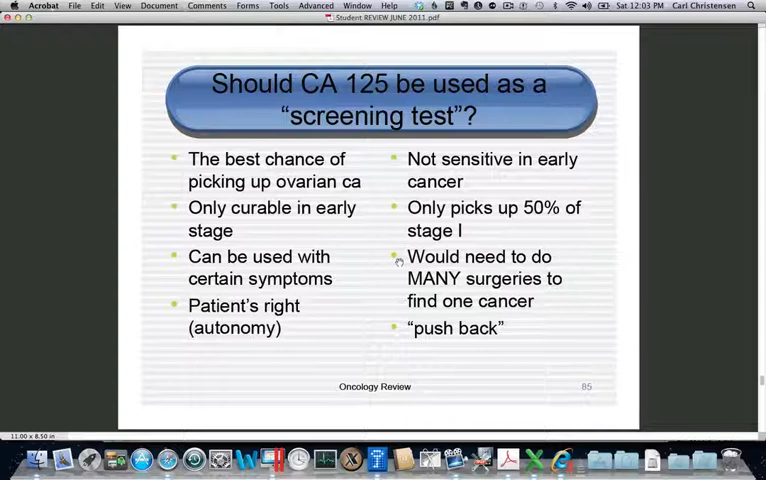 Acrobat File Edit View Document Comments Forms Tools Advanced Window Help Sat 12:03 PM Carl Christensen
Student REVIEW JUNE 2011.pdf
Should CA 125 be used as a
“screening test”?
The best chance of
picking up ovarian ca
Only curable in early
stage
Can be used with
certain symptoms
Patient’s right
(autonomy)
Not sensitive in early
cancer
Only picks up 50% of
stage I
Would need to do
MANY surgeries to
find one cancer
“push back”
Oncology Review
85
11.00 x 8.50 in